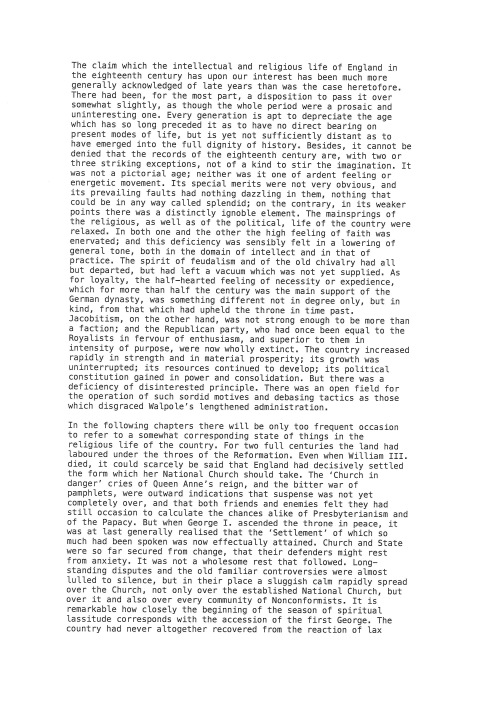 The claim which the intellectual and religious life of England in
the eighteenth century has upon our interest has been much more
generally acknowledged of late years than was the case heretofore.
There had been, for the most part, a disposition to pass it over
somewhat slightly, as though the whole period were a prosaic and
uninteresting one. Every generation is apt to depreciate the age
which has so long preceded it as to have no direct bearing on
present modes of life, but is yet not sufficiently distant as to
have emerged into the full dignity of history. Besides, it cannot be
denied that the records of the eighteenth century are, with two or
three striking exceptions, not of a kind to stir the imagination. It
was not a pictorial age; neither was it one of ardent feeling or
energetic movement. Its special merits were not very obvious, and
its prevailing faults had nothing dazzling in them, nothing that
could be in any way called splendid; on the contrary, in its weaker
points there was a distinctly ignoble element. The mainsprings of
the religious, as well as of the political, life of the country were
relaxed. In both one and the other the high feeling of faith was
enervated; and this deficiency was sensibly felt in a lowering of
general tone, both in the domain of intellect and in that of
practice. The spirit of feudalism and of the old chivalry had all
but departed, but had left a vacuum which was not yet supplied. As
for loyalty, the half-hearted feeling of necessity or expedience,
which for more than half the century was the main support of the
German dynasty, was something different not in degree only, but in
kind, from that which had upheld the throne in time past.
Jacobitism, on the other hand, was not strong enough to be more than
a faction; and the Republican party, who had once been equal to the
Royalists in fervour of enthusiasm, and superior to them in
intensity of purpose, were now wholly extinct. The country increased
rapidly in strength and in material prosperity; its growth was
uninterrupted; its resources continued to develop; its political
constitution gained in power and consolidation. But there was a
deficiency of disinterested principle. There was an open field for
the operation of such sordid motives and debasing tactics as those
which disgraced Walpole's lengthened administration.

In the following chapters there will be only too frequent occasion
to refer to a somewhat corresponding state of things in the
religious life of the country. For two full centuries the land had
laboured under the throes of the Reformation. Even when William III.
died, it could scarcely be said that England had decisively settled
the form which her National Church should take. The 'Church in
danger' cries of Queen Anne's reign, and the bitter war of
pamphlets, were outward indications that suspense was not yet
completely over, and that both friends and enemies felt they had
still occasion to calculate the chances alike of Presbyterianism and
of the Papacy. But when George I. ascended the throne in peace, it
was at last generally realised that the 'Settlement' of which so
much had been spoken was now effectually attained. Church and State
were so far secured from change, that their defenders might rest
from anxiety. It was not a wholesome rest that followed. Long-
standing disputes and the old familiar controversies were almost
lulled to silence, but in their place a sluggish calm rapidly spread
over the Church, not only over the established National Church, but
over it and also over every community of Nonconformists. It is
remarkable how closely the beginning of the season of spiritual
lassitude corresponds with the accession of the first George. The
country had never altogether recovered from the reaction of lax